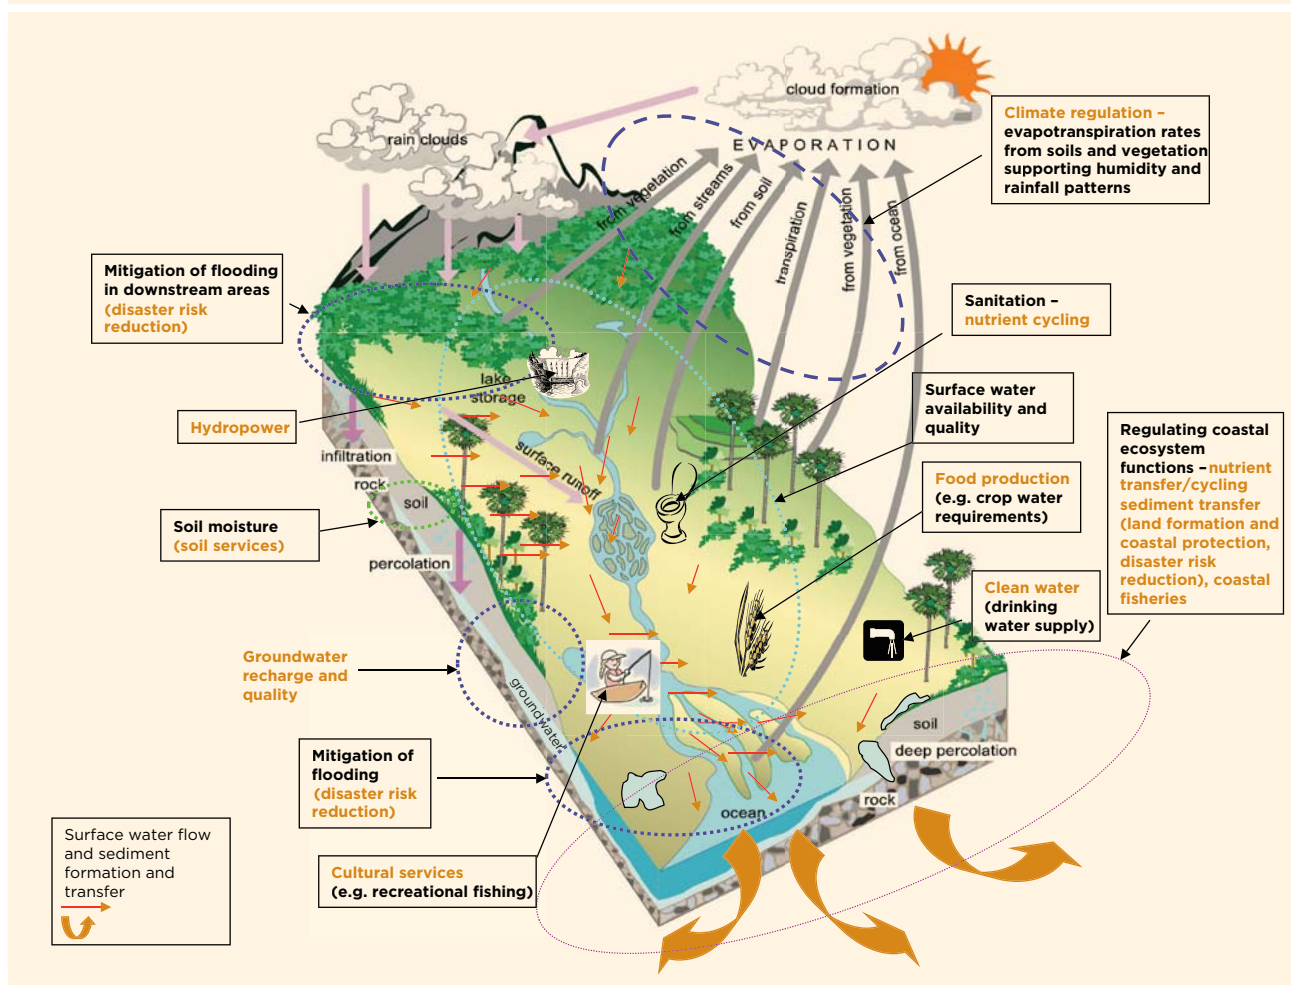 cloud formation
rain clouds
EVAPORATION
from vegetation
from streams
from soil
transpiration
from vegetation
from ocean
Climate regulation –
evapotranspiration rates
from soils and vegetation
supporting humidity and
rainfall patterns
Mitigation of flooding
in downstream areas
(disaster risk
reduction)
Sanitation –
nutrient cycling
lake
storage
Hydropower
Surface water
availability and
quality
surface runoff
infiltration
rock
soil
Regulating coastal
ecosystem
functions –nutrient
transfer/cycling
sediment transfer
(land formation and
coastal protection,
disaster risk
reduction), coastal
fisheries
Food production
(e.g. crop water
requirements)
Soil moisture
(soil services)
percolation
Clean water
(drinking
water supply)
Groundwater
recharge and
quality
groundwater
soil
deep percolation
rock
Mitigation of
flooding
(disaster risk
reduction)
ocean
Surface water flow
and sediment
formation and
transfer
Cultural services
(e.g. recreational fishing)